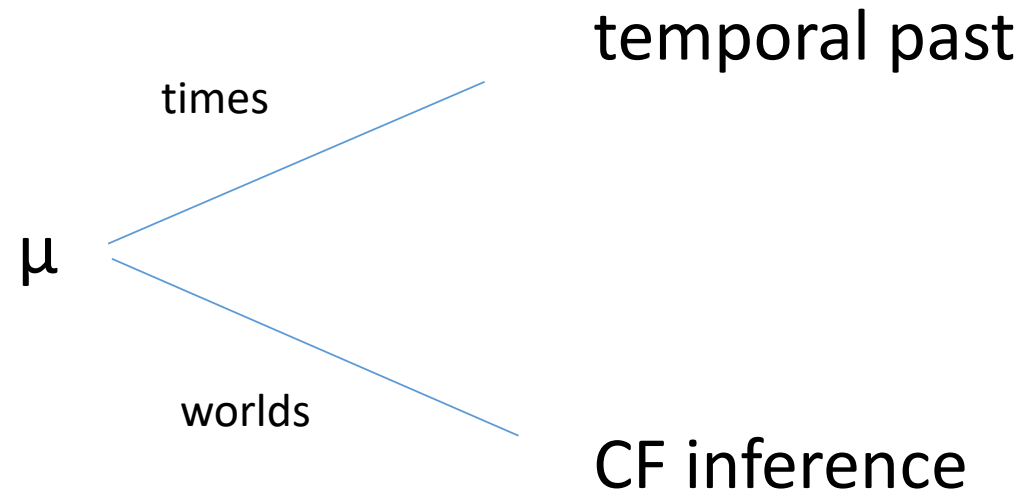 temporal past
times
μ
worlds
CF inference